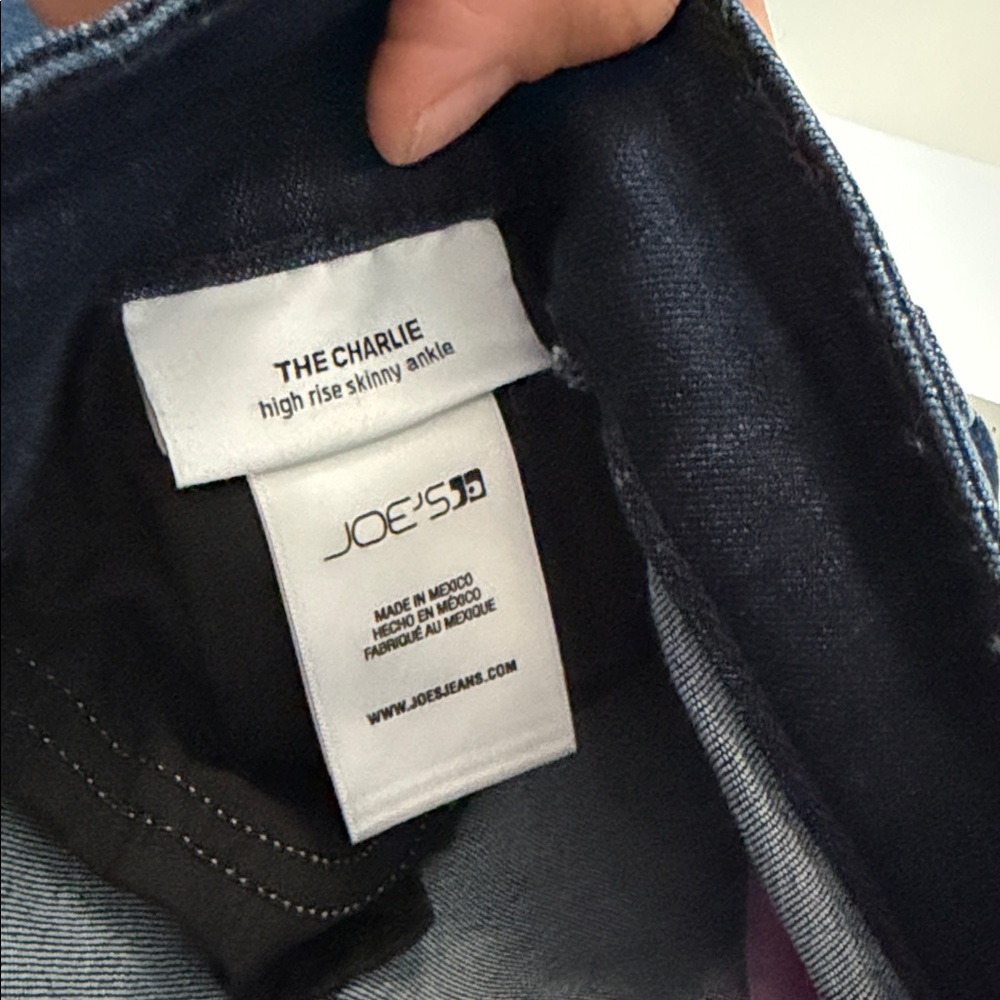 THE CHARLIE
high rise skinny ankle
JOE'S
MADE IN MEXICO
HECHO EN MÉXICO
FABRIQUÉ AU MEXIQUE
WWW.JOESJEANS.COM